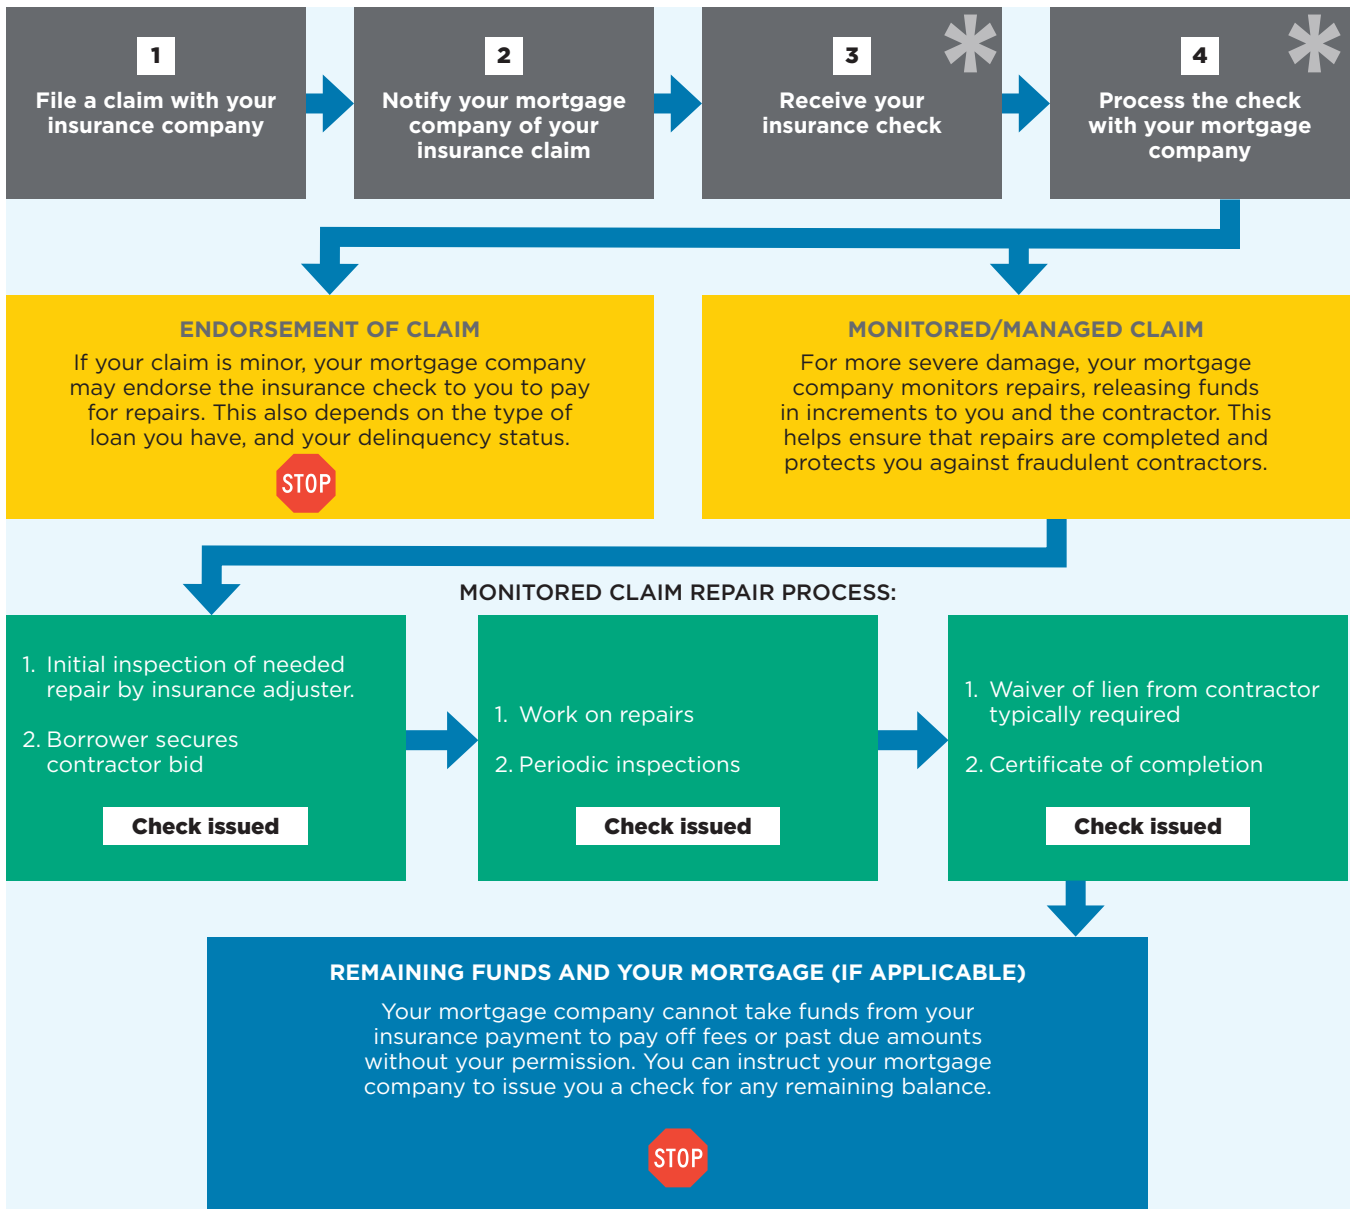 1
File a claim with your
insurance company
2
Notify your mortgage
company of your
insurance claim
3
Receive your
insurance check
*
4
Process the check
with your mortgage
company
*
ENDORSEMENT OF CLAIM
If your claim is minor, your mortgage company
may endorse the insurance check to you to pay
for repairs. This also depends on the type of
loan you have, and your delinquency status.
STOP
MONITORED/MANAGED CLAIM
For more severe damage, your mortgage
company monitors repairs, releasing funds
in increments to you and the contractor. This
helps ensure that repairs are completed and
protects you against fraudulent contractors.
MONITORED CLAIM REPAIR PROCESS:
1. Initial inspection of needed
repair by insurance adjuster.
2. Borrower secures
contractor bid
Check issued
1. Work on repairs
2. Periodic inspections
Check issued
1. Waiver of lien from contractor
typically required
2. Certificate of completion
Check issued
REMAINING FUNDS AND YOUR MORTGAGE (IF APPLICABLE)
Your mortgage company cannot take funds from your
insurance payment to pay off fees or past due amounts
without your permission. You can instruct your mortgage
company to issue you a check for any remaining balance.
STOP